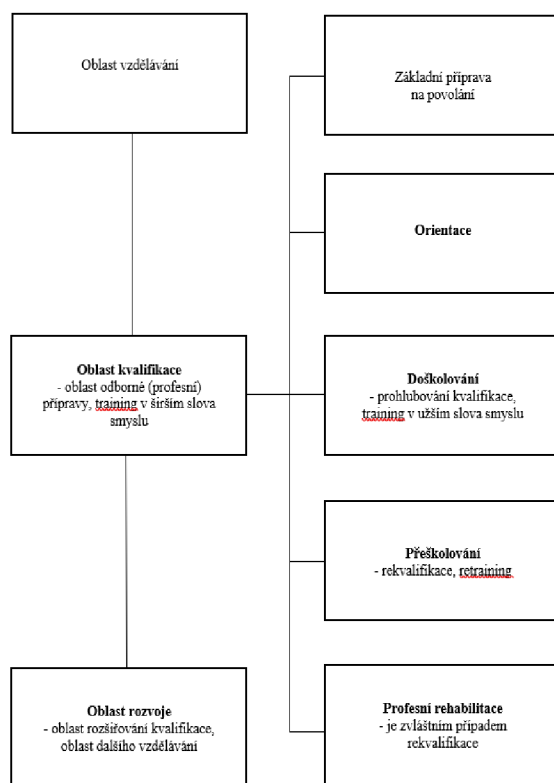 Oblast vzdělávání
Základní příprava
na povolání
Orientace
Oblast kvalifikace
- oblast odborné (profesní)
přípravy, training v širším slova
smyslu
Doškolování
- prohlubování kvalifikace,
training v užším slova smyslu
Přeškolování
- rekvalifikace, retraining
Oblast rozvoje
- oblast rozšiřování kvalifikace,
oblast dalšího vzdělávání
Profesní rehabilitace
- je zvláštním případem
rekvalifikace